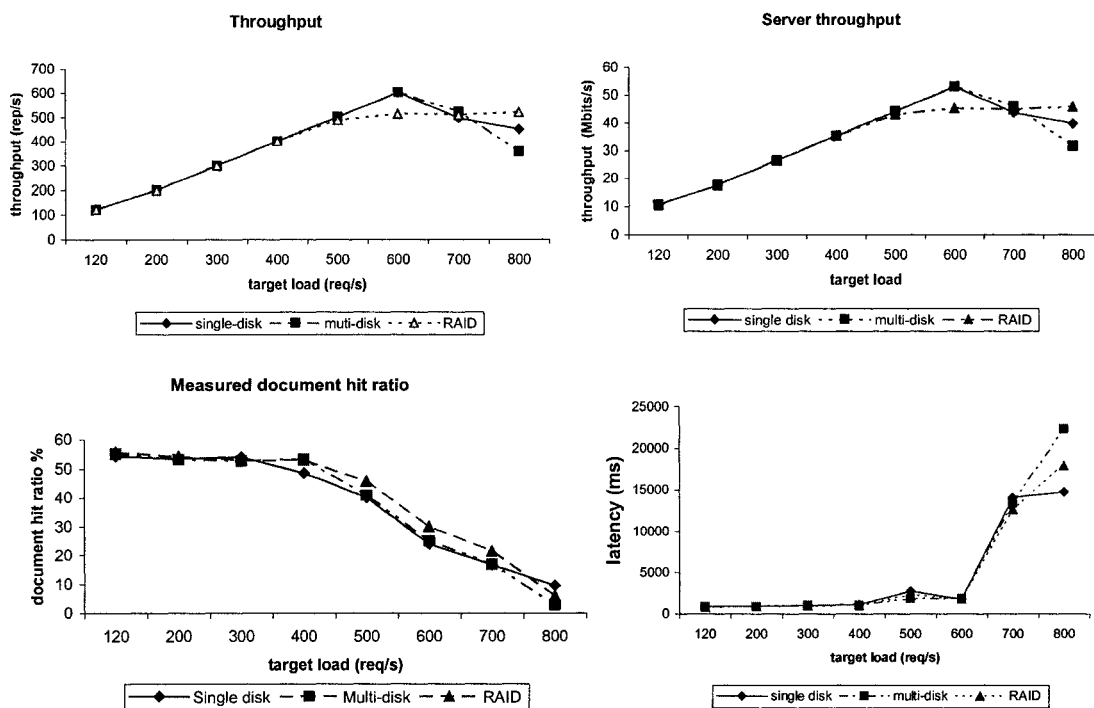 Throughput
throughput (rep/s)
700
600
500
400
300
200
100
0
120 200 300 400 500 600 700 800
target load (req/s)
single-disk muti-disk RAID
Server throughput
throughput (Mbits/s)
60
50
40
30
20
10
0
120 200 300 400 500 600 700 800
target load
single disk multi-disk RAID
Measured document hit ratio
document hit ratio %
60
50
40
30
20
10
0
120 200 300 400 500 600 700 800
target load (req/s)
Single disk Multi-disk RAID
latency (ms)
25000
20000
15000
10000
5000
0
120 200 300 400 500 600 700 800
target load (req/s)
single disk multi-disk RAID